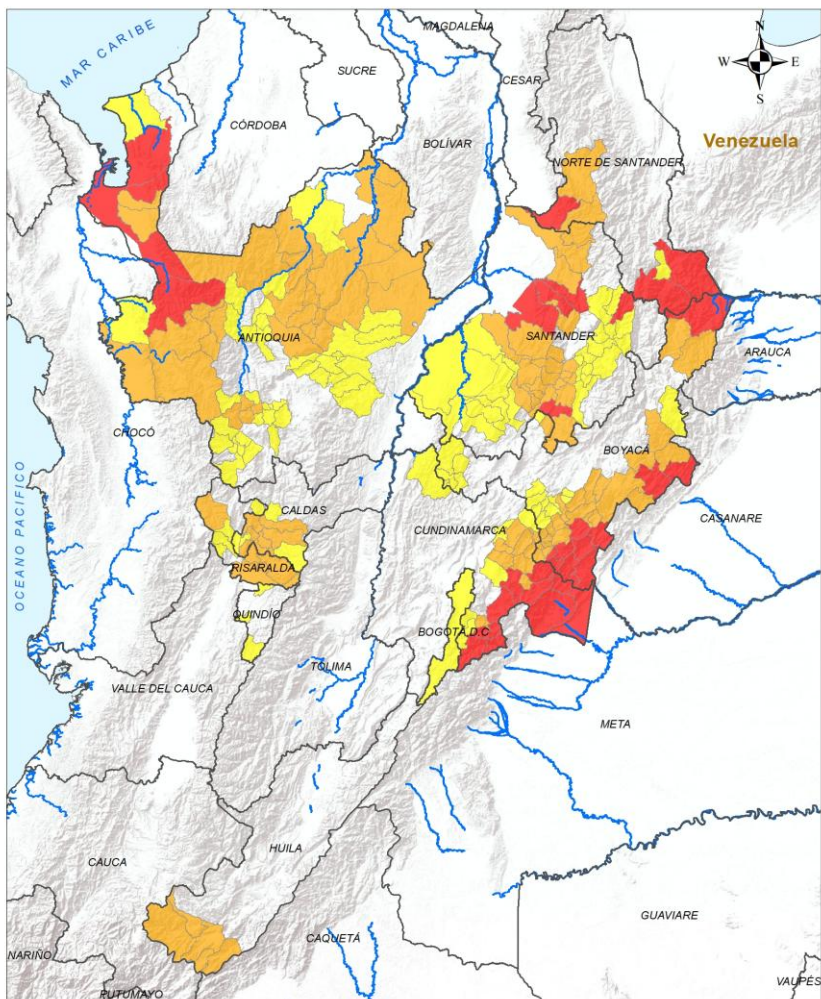 MAGDALENA
N
MAR CARIBE
SUCRE
CESAR
W
E
S
CÓRDOBA
BOLÍVAR
Venezuela
NORTE DE SANTANDER
ANTIOQUIA
SANTANDER
ARAUCA
CHOCÓ
BOYACA
OCEANO PACIFICO
CALDAS
CUNDINAMARCA
CASANARE
RISARALDA
QUINDÍO
BOGOTÁ D.C
TOLIMA
VALLE DEL CAUCA
META
HUILA
CAUCA
GUAVIARE
CAQUETÁ
NARIÑO
PUTUMAYO
VAUPÉS